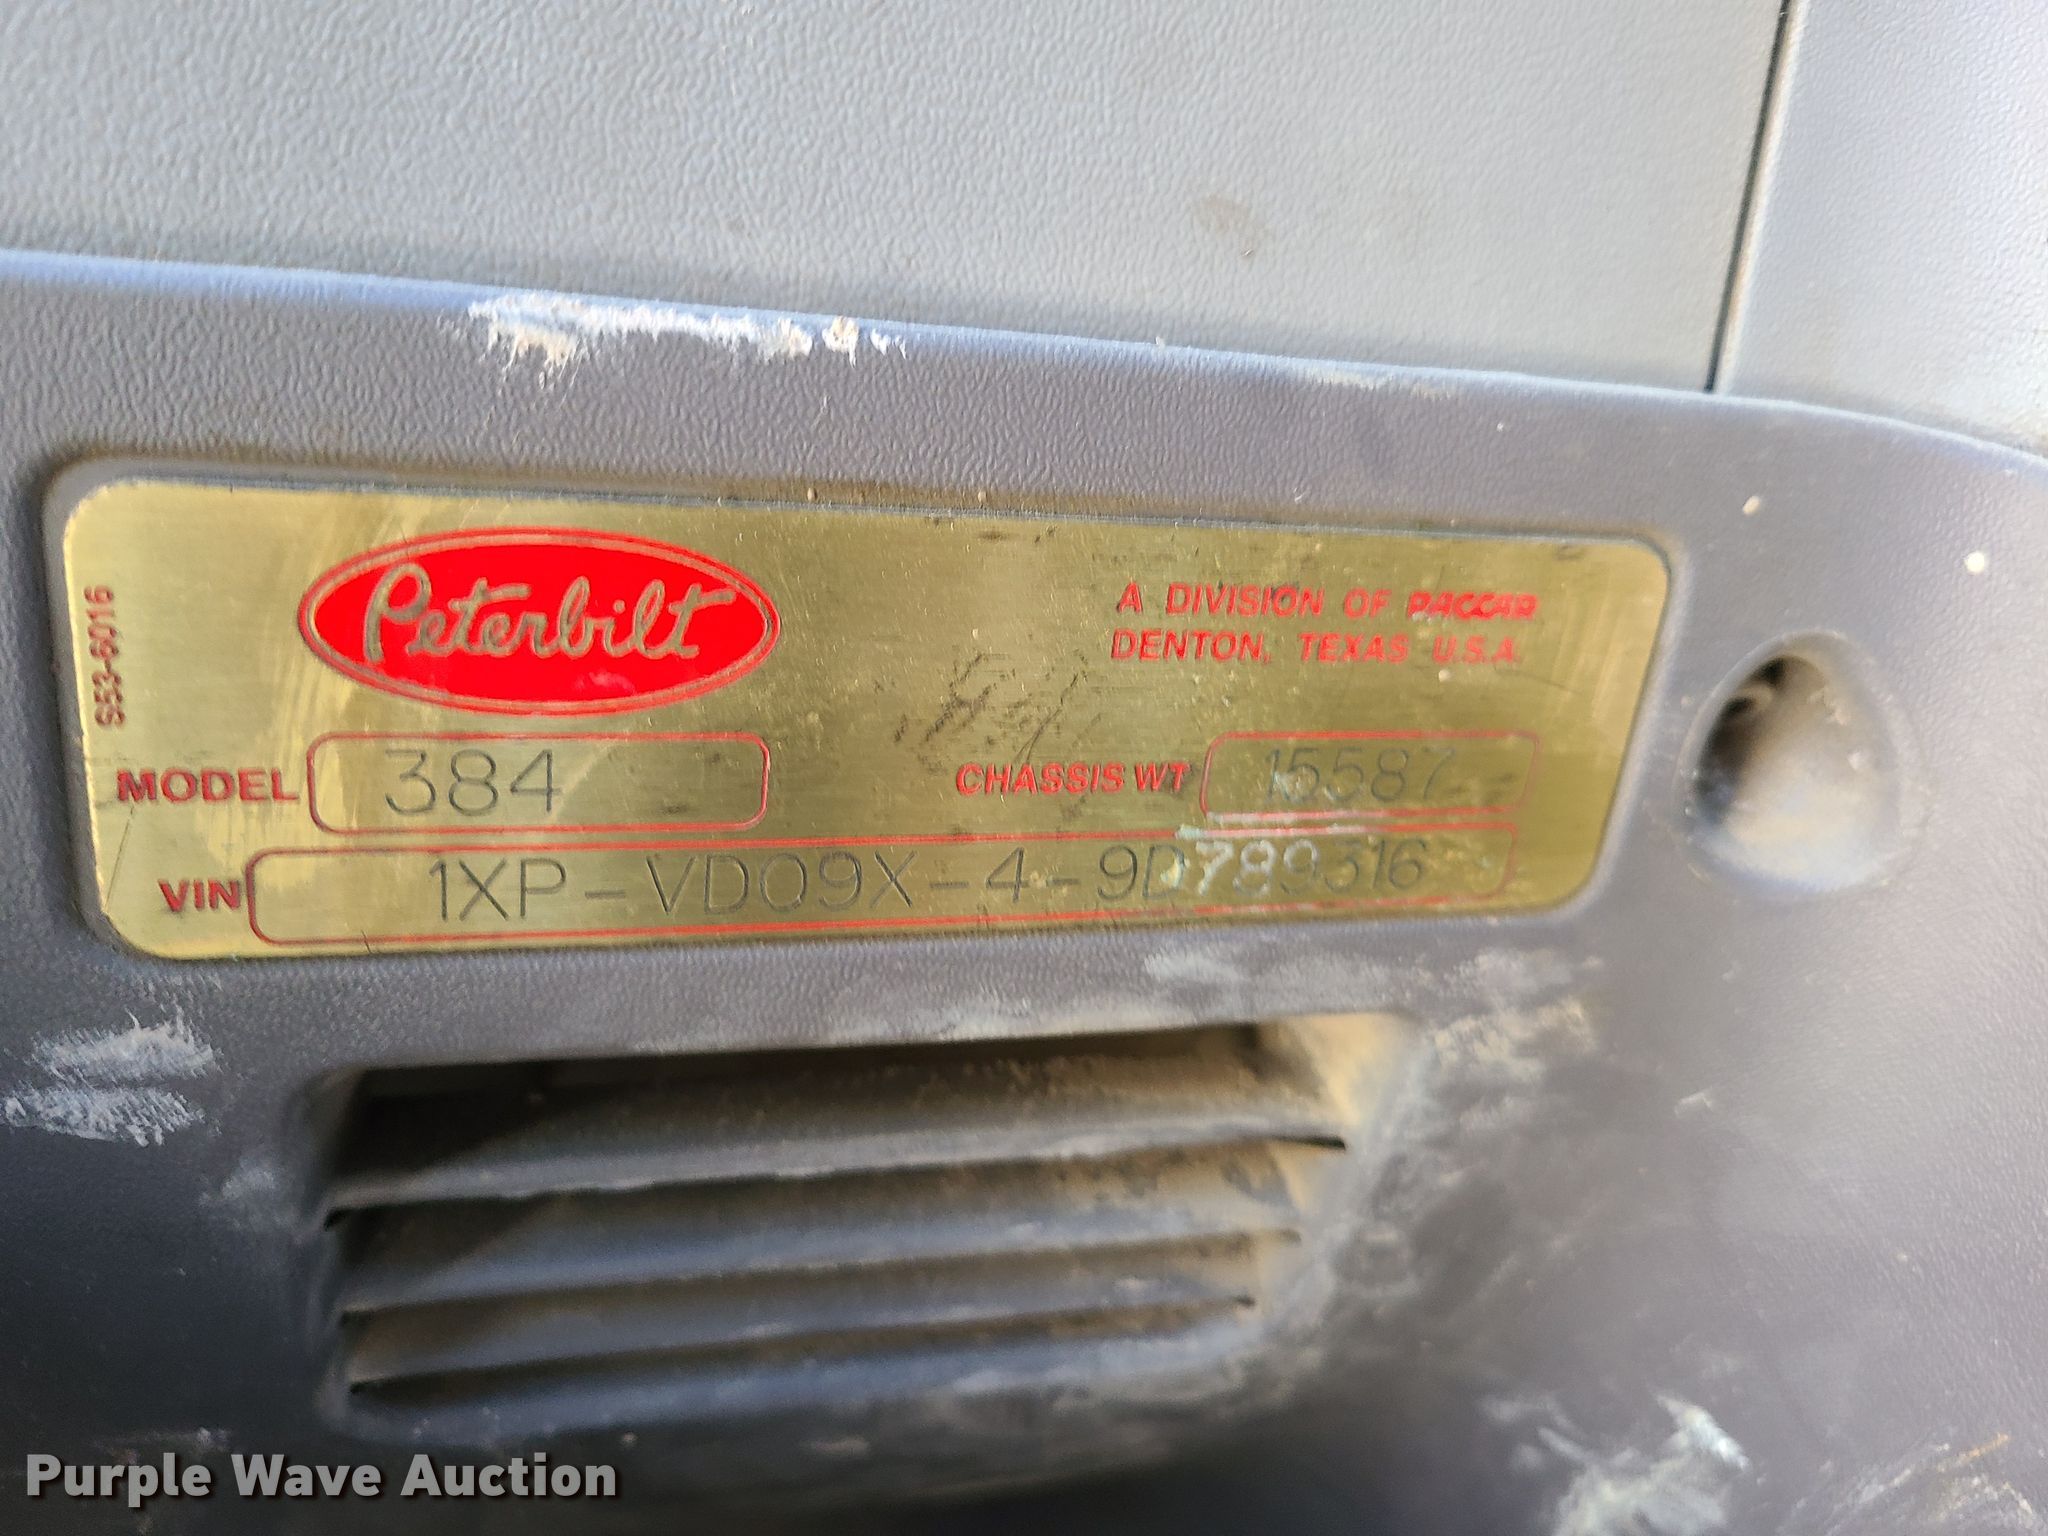 S53-6016
Peterbilt
A DIVISION OF PACCAR
DENTON, TEXAS U.S.A.
MODEL 384
CHASSIS WT 15587
VIN 1XP-VD09X-4-9D789316
Purple Wave Auction